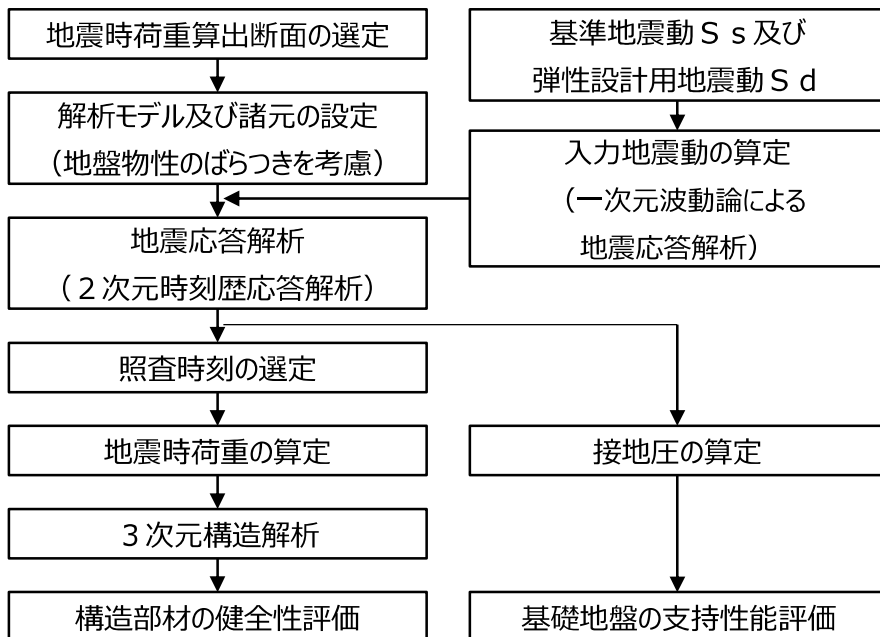 地震時荷重算出断面の選定
解析モデル及び諸元の設定
（地盤物性のばらつきを考慮）
地震応答解析
（２次元時刻歴応答解析）
照査時刻の選定
地震時荷重の算定
３次元構造解析
構造部材の健全性評価
基準地震動Ｓｓ及び
弾性設計用地震動Ｓｄ
入力地震動の算定
（一次元波動論による
地震応答解析）
接地圧の算定
基礎地盤の支持性能評価